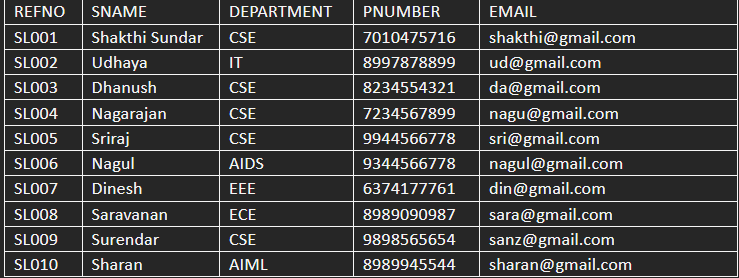 REFNO SNAME DEPARTMENT PNUMBER EMAIL
SL001 Shakthi Sundar CSE 7010475716 shakthi@gmail.com
SL002 Udhaya IT 8997878899 ud@gmail.com
SL003 Dhanush CSE 8234554321 da@gmail.com
SL004 Nagarajan CSE 7234567899 nagu@gmail.com
SL005 Sriraj CSE 9944566778 sri@gmail.com
SL006 Nagul AIDS 9344566778 nagul@gmail.com
SL007 Dinesh EEE 6374177761 din@gmail.com
SL008 Saravanan ECE 8989090987 sara@gmail.com
SL009 Surendar CSE 9898565654 sanz@gmail.com
SL010 Sharan AIML 8989945544 sharan@gmail.com